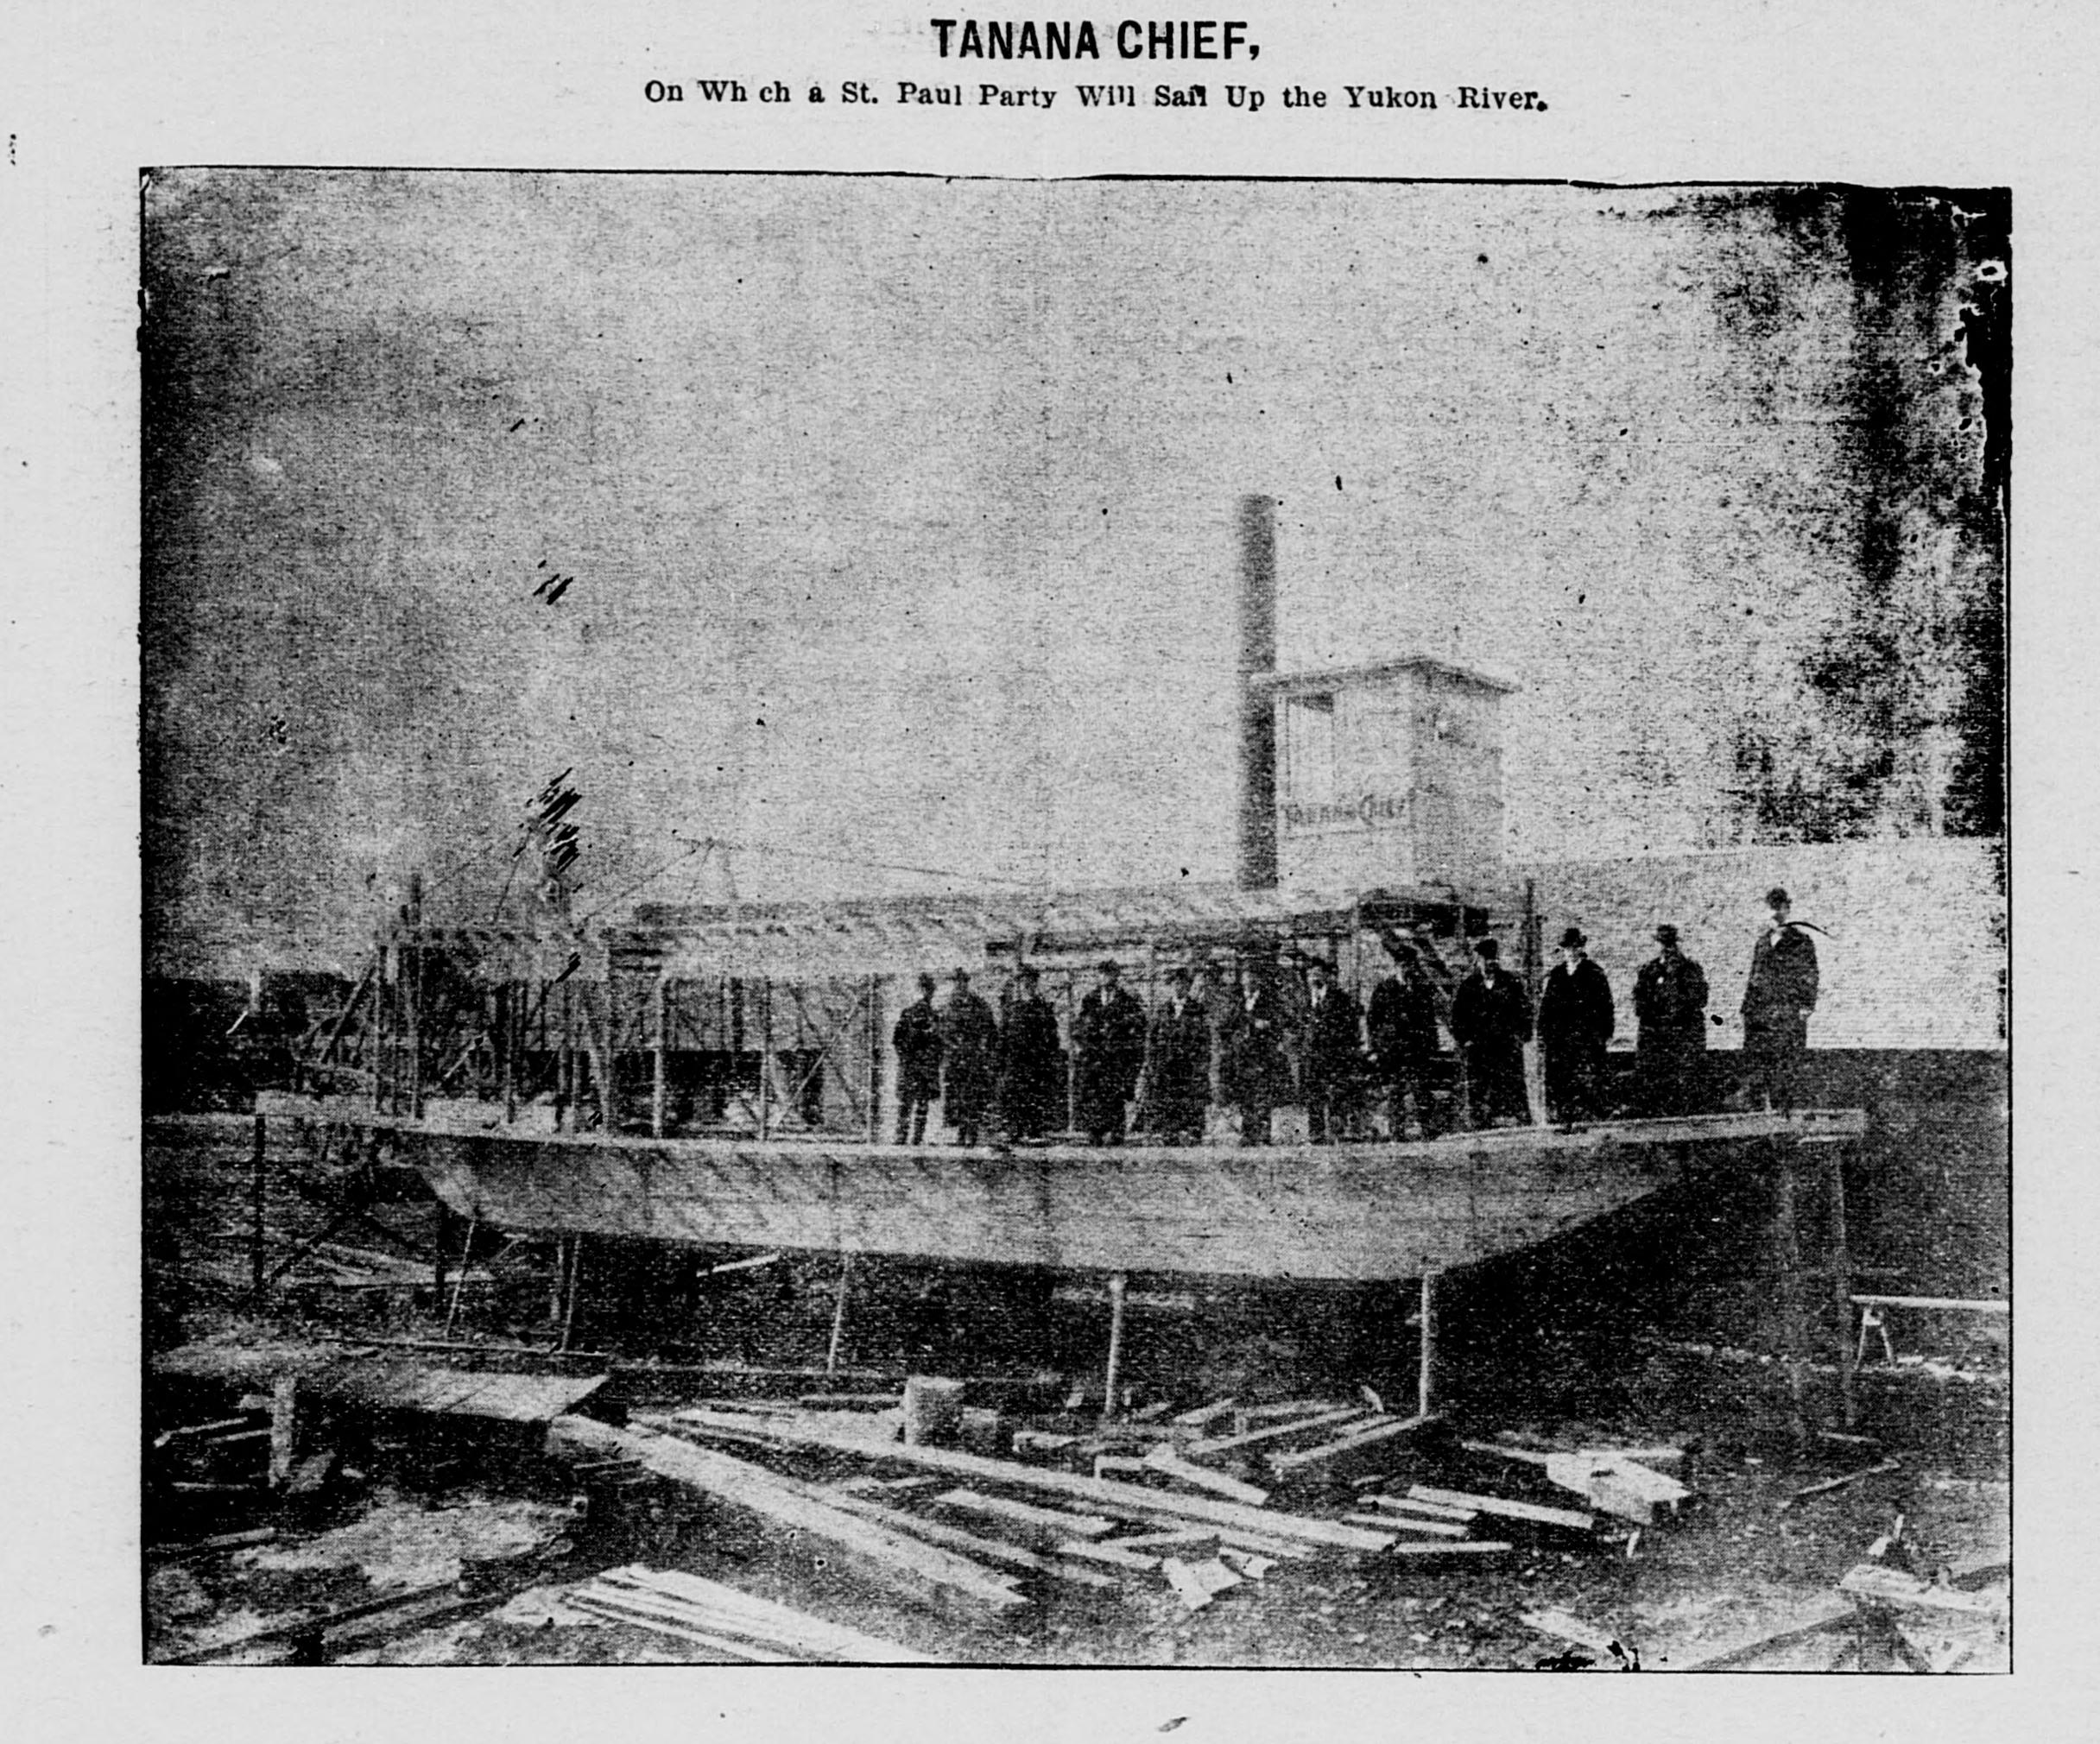 TANANA CHIEF,
On Wh ch a St. Paul Party Will Sail Up the Yukon River.
TANANA CHIEF